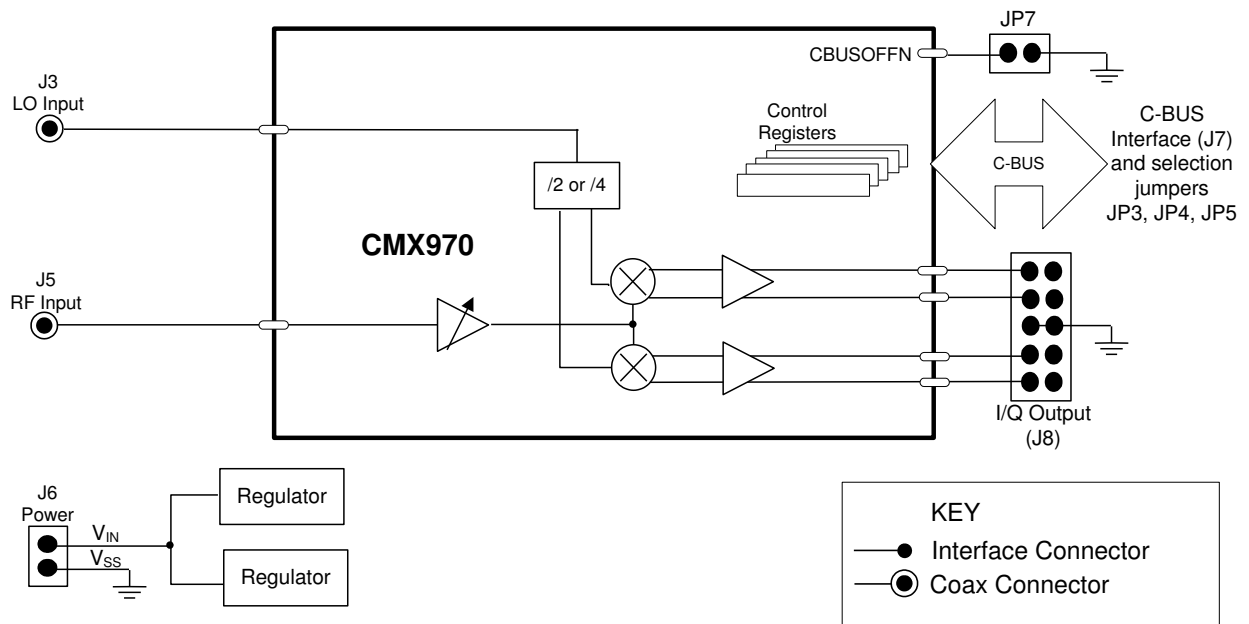 JP7
CBUSOFFN
J3
LO Input
Control
Registers
C-BUS
C-BUS
Interface (J7)
and selection
jumpers
JP3, JP4, JP5
/2 or /4
CMX970
J5
RF Input
I/Q Output
(J8)
J6
Power
VIN
VSS
Regulator
Regulator
KEY
Interface Connector
Coax Connector